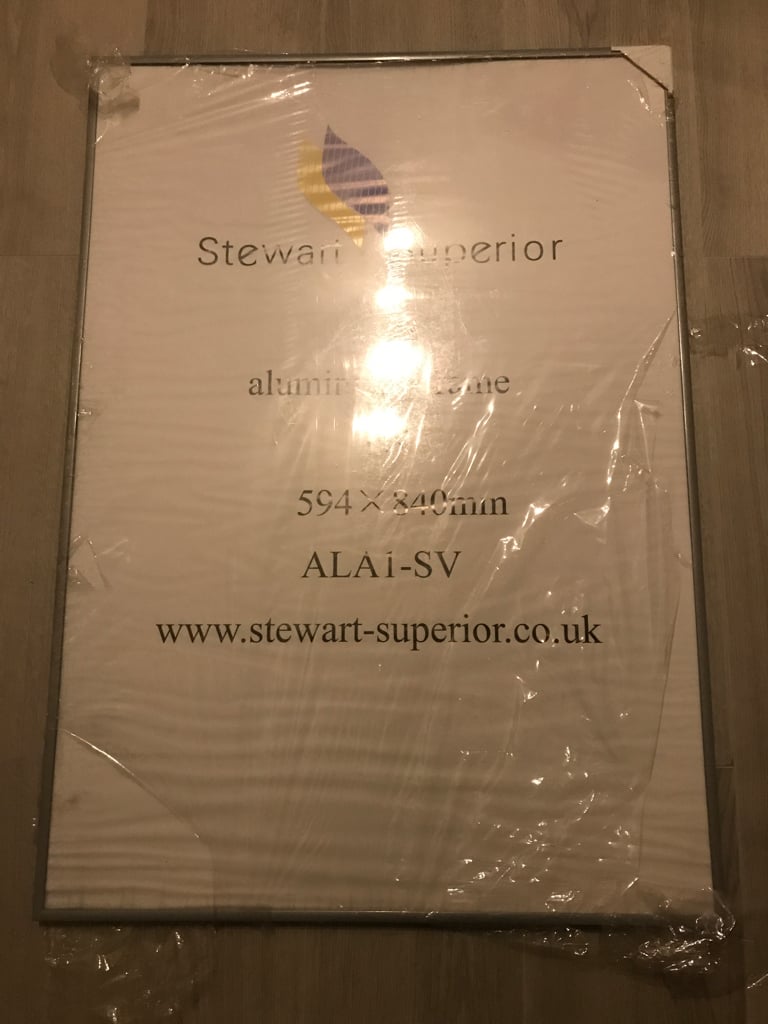 Stewart Superior
594×840mm
ALA1-SV
www.stewart-superior.co.uk